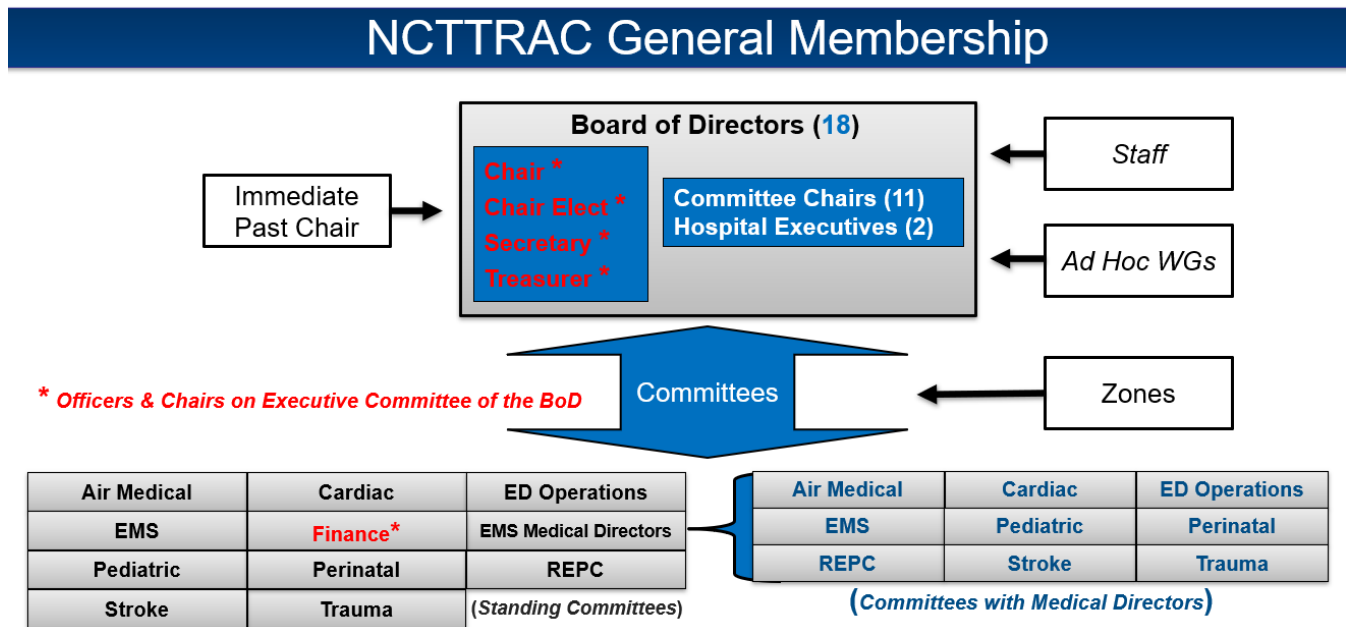 NCTTRAC General Membership
Board of Directors (18)
Chair *
Chair Elect *
Secretary *
Treasurer *
Committee Chairs (11)
Hospital Executives (2)
Immediate
Past Chair
Staff
Ad Hoc WGs
Zones
Committees
* Officers & Chairs on Executive Committee of the BoD
Air Medical Cardiac ED Operations
EMS Finance* EMS Medical Directors
Pediatric Perinatal REPC
Stroke Trauma (Standing Committees)
Air Medical Cardiac ED Operations
EMS Pediatric Perinatal
REPC Stroke Trauma
(Committees with Medical Directors)